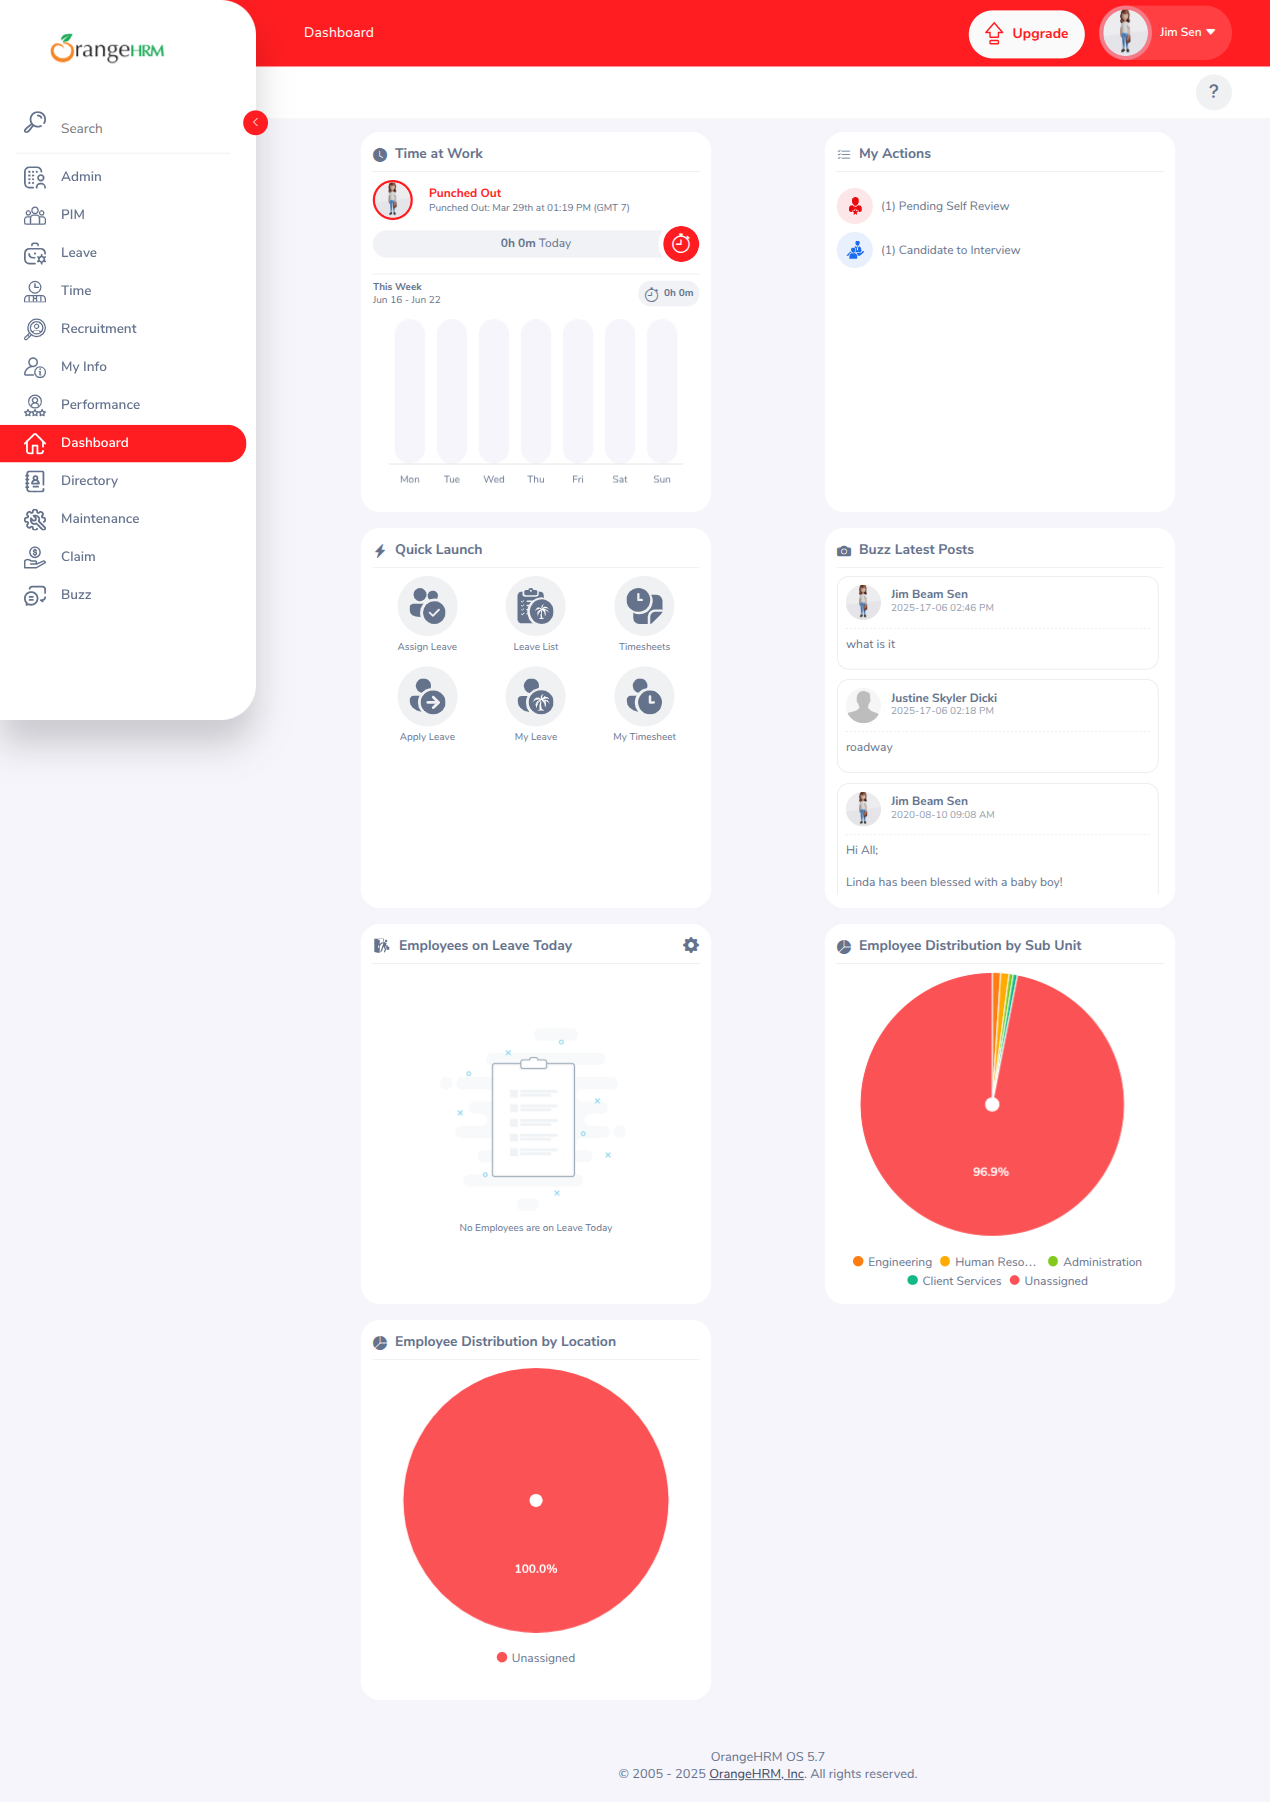 OrangeHRM
Search
Admin
PIM
Leave
Time
Recruitment
My Info
Performance
Dashboard
Directory
Maintenance
Claim
Buzz
Dashboard
Upgrade
Jim Sen
?
Time at Work
Punched Out
Punched Out: Mar 29th at 01:19 PM (GMT 7)
0h 0m Today
This Week
Jun 16 - Jun 22
0h 0m
Mon Tue Wed Thu Fri Sat Sun
My Actions
(1) Pending Self Review
(1) Candidate to Interview
Quick Launch
Assign Leave
Leave List
Timesheets
Apply Leave
My Leave
My Timesheet
Buzz Latest Posts
Jim Beam Sen
2025-17-06 02:46 PM
what is it
Justine Skyler Dicki
2025-17-06 02:18 PM
roadway
Jim Beam Sen
2020-08-10 09:08 AM
Hi All;
Linda has been blessed with a baby boy!
Employees on Leave Today
No Employees are on Leave Today
Employee Distribution by Sub Unit
96.9%
Engineering Human Reso... Administration
Client Services Unassigned
Employee Distribution by Location
100.0%
Unassigned
OrangeHRM OS 5.7
© 2005 - 2025 OrangeHRM, Inc. All rights reserved.